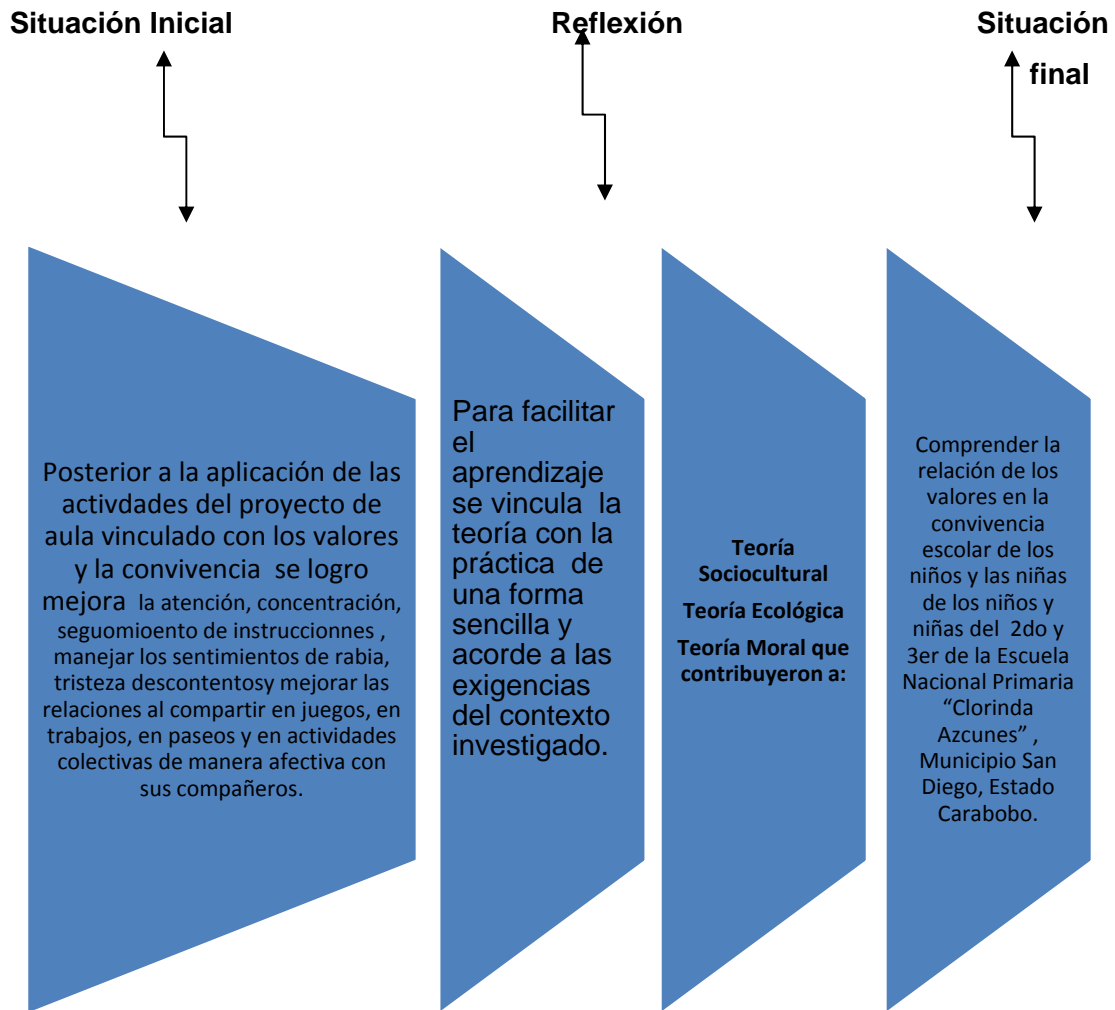 Situación Inicial
Reflexión
Situación
final
Posterior a la aplicación de las
activdades del proyecto de
aula vinculado con los valores
y la convivencia se logro
mejora la atención, concentración,
seguomioento de instruccionnes ,
manejar los sentimientos de rabia,
tristeza descontentosy mejorar las
relaciones al compartir en juegos, en
trabajos, en paseos y en actividades
colectivas de manera afectiva con
sus compañeros.
Para facilitar
el
aprendizaje
se vincula la
teoría con la
práctica de
una forma
sencilla y
acorde a las
exigencias
del contexto
investigado.
Teoría
Sociocultural
Teoría Ecológica
Teoría Moral que
contribuyeron a:
Comprender la
relación de los
valores en la
convivencia
escolar de los
niños y las niñas
de los niños y
niñas del 2do y
3er de la Escuela
Nacional Primaria
“Clorinda
Azcunes” ,
Municipio San
Diego, Estado
Carabobo.